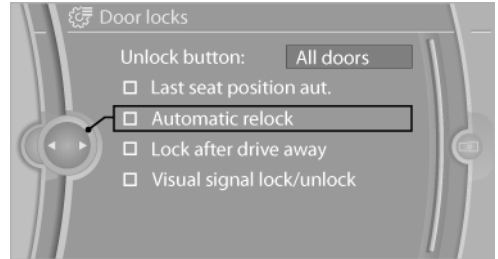 Door locks
Unlock button: All doors
Last seat position aut.
Automatic relock
Lock after drive away
Visual signal lock/unlock